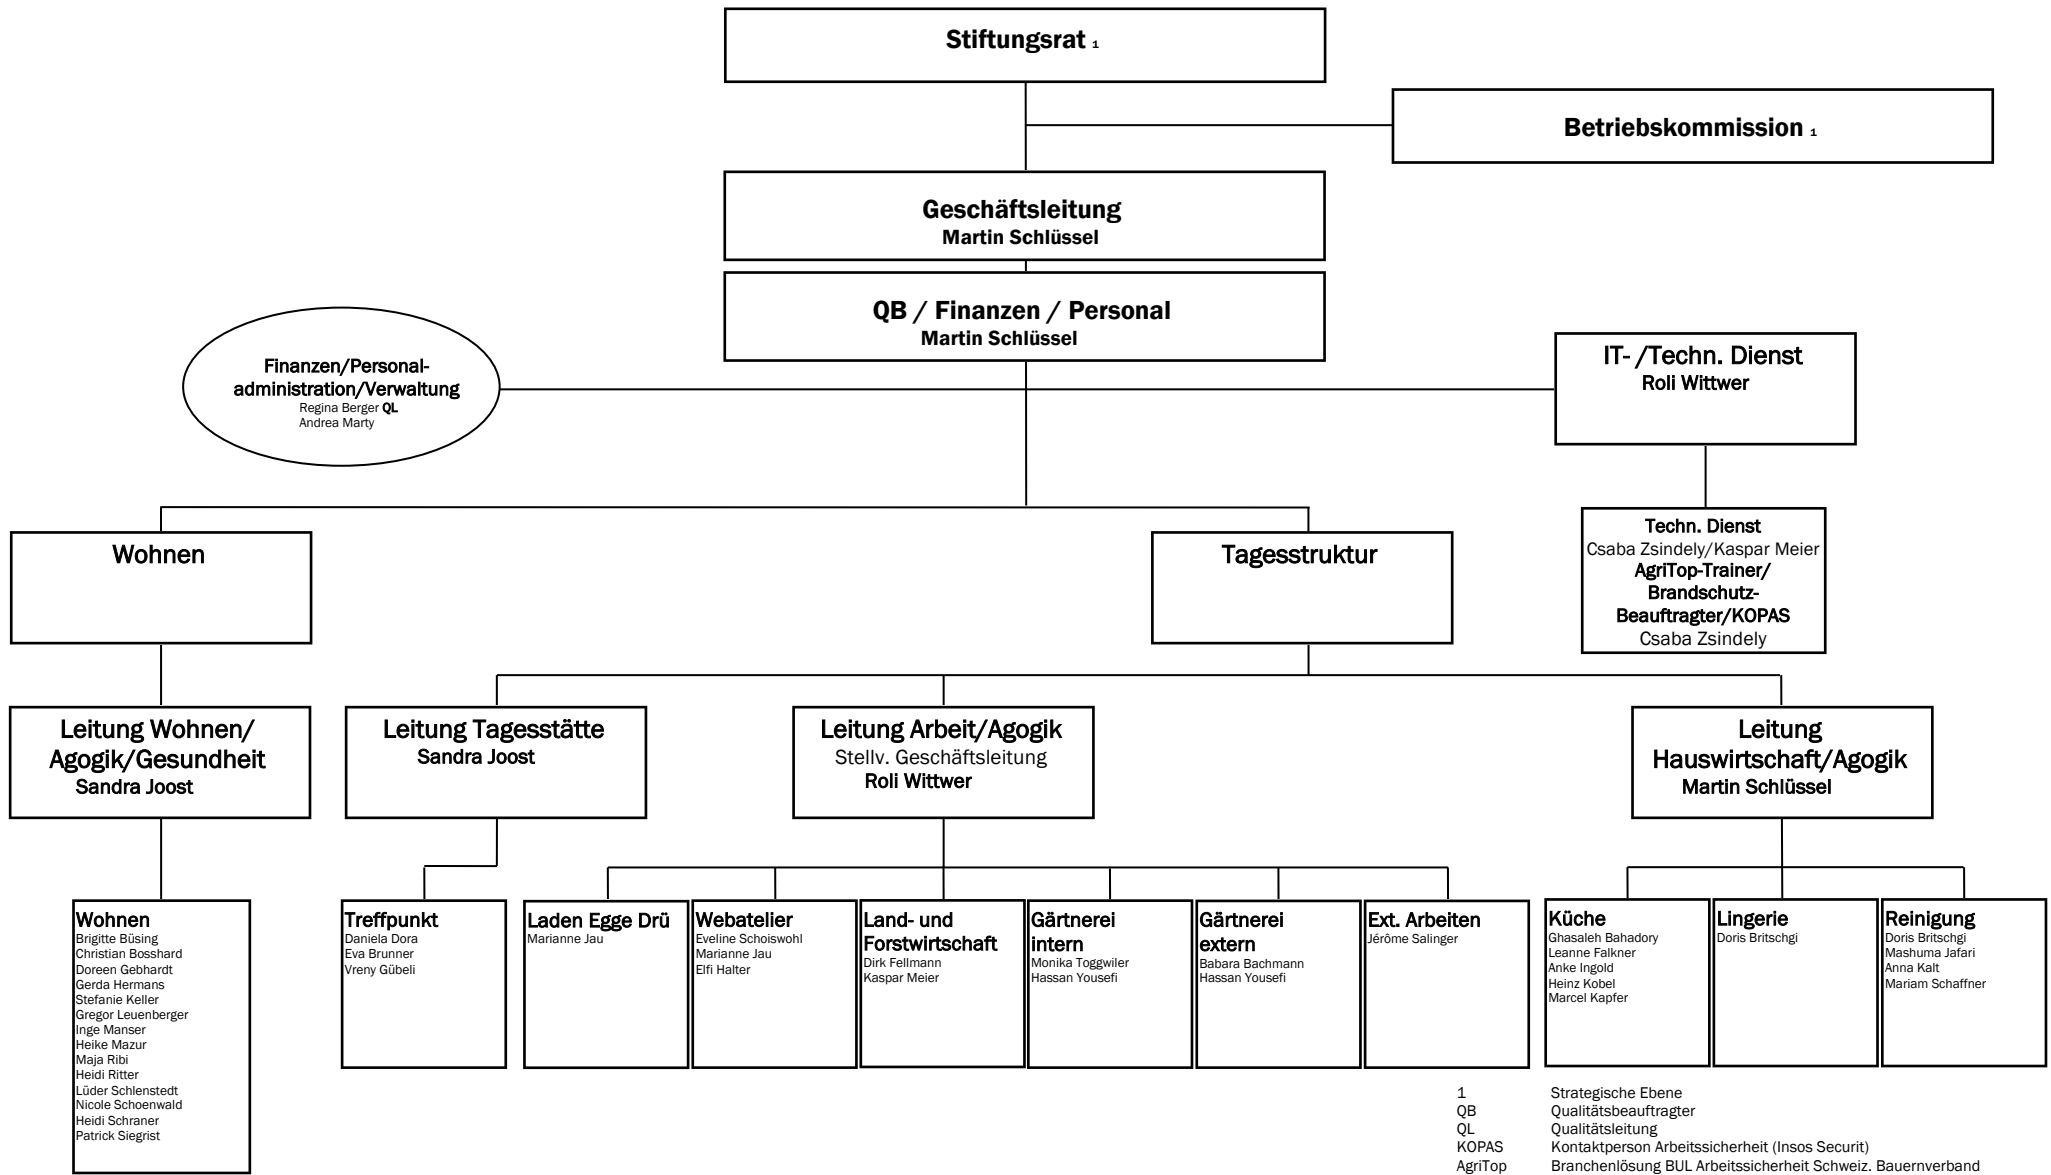 Stiftungsrat 1
Betriebskommission 1
Geschäftsleitung
Martin Schlüssel
QB / Finanzen / Personal
Martin Schlüssel
Finanzen/Personal-
administration/Verwaltung
Regina Berger QL
Andrea Marty
IT- /Techn. Dienst
Roli Wittwer
Techn. Dienst
Csaba Zsindely/Kaspar Meier
AgriTop-Trainer/
Brandschutz-
Beauftragter/KOPAS
Csaba Zsindely
Wohnen
Tagesstruktur
Leitung Wohnen/
Agogik/Gesundheit
Sandra Joost
Leitung Tagesstätte
Sandra Joost
Leitung Arbeit/Agogik
Stellv. Geschäftsleitung
Roli Wittwer
Leitung
Hauswirtschaft/Agogik
Martin Schlüssel
Wohnen
Brigitte Büsing
Christian Bosshard
Doreen Gebhardt
Gerda Hermans
Stefanie Keller
Gregor Leuenberger
Inge Manser
Heike Mazur
Maja Ribi
Heidi Ritter
Lüder Schlenstedt
Nicole Schoenwald
Heidi Schraner
Patrick Siegrist
Treffpunkt
Daniela Dora
Eva Brunner
Vreny Gübeli
Laden Egge Drü
Marianne Jau
Webatelier
Eveline Schoiswohl
Marianne Jau
Elfi Halter
Land- und
Forstwirtschaft
Dirk Fellmann
Kaspar Meier
Gärtnerei
intern
Monika Toggwiler
Hassan Yousefi
Gärtnerei
extern
Babara Bachmann
Hassan Yousefi
Ext. Arbeiten
Jérôme Salinger
Küche
Ghasaleh Bahadory
Leanne Falkner
Anke Ingold
Heinz Kobel
Marcel Kapfer
Lingerie
Doris Britschgi
Reinigung
Doris Britschgi
Mashuma Jafari
Anna Kalt
Mariam Schaffner
1 Strategische Ebene
QB Qualitätsbeauftragter
QL Qualitätsleitung
KOPAS Kontaktperson Arbeitssicherheit (Insos Securit)
AgriTop Branchenlösung BUL Arbeitssicherheit Schweiz. Bauernverband